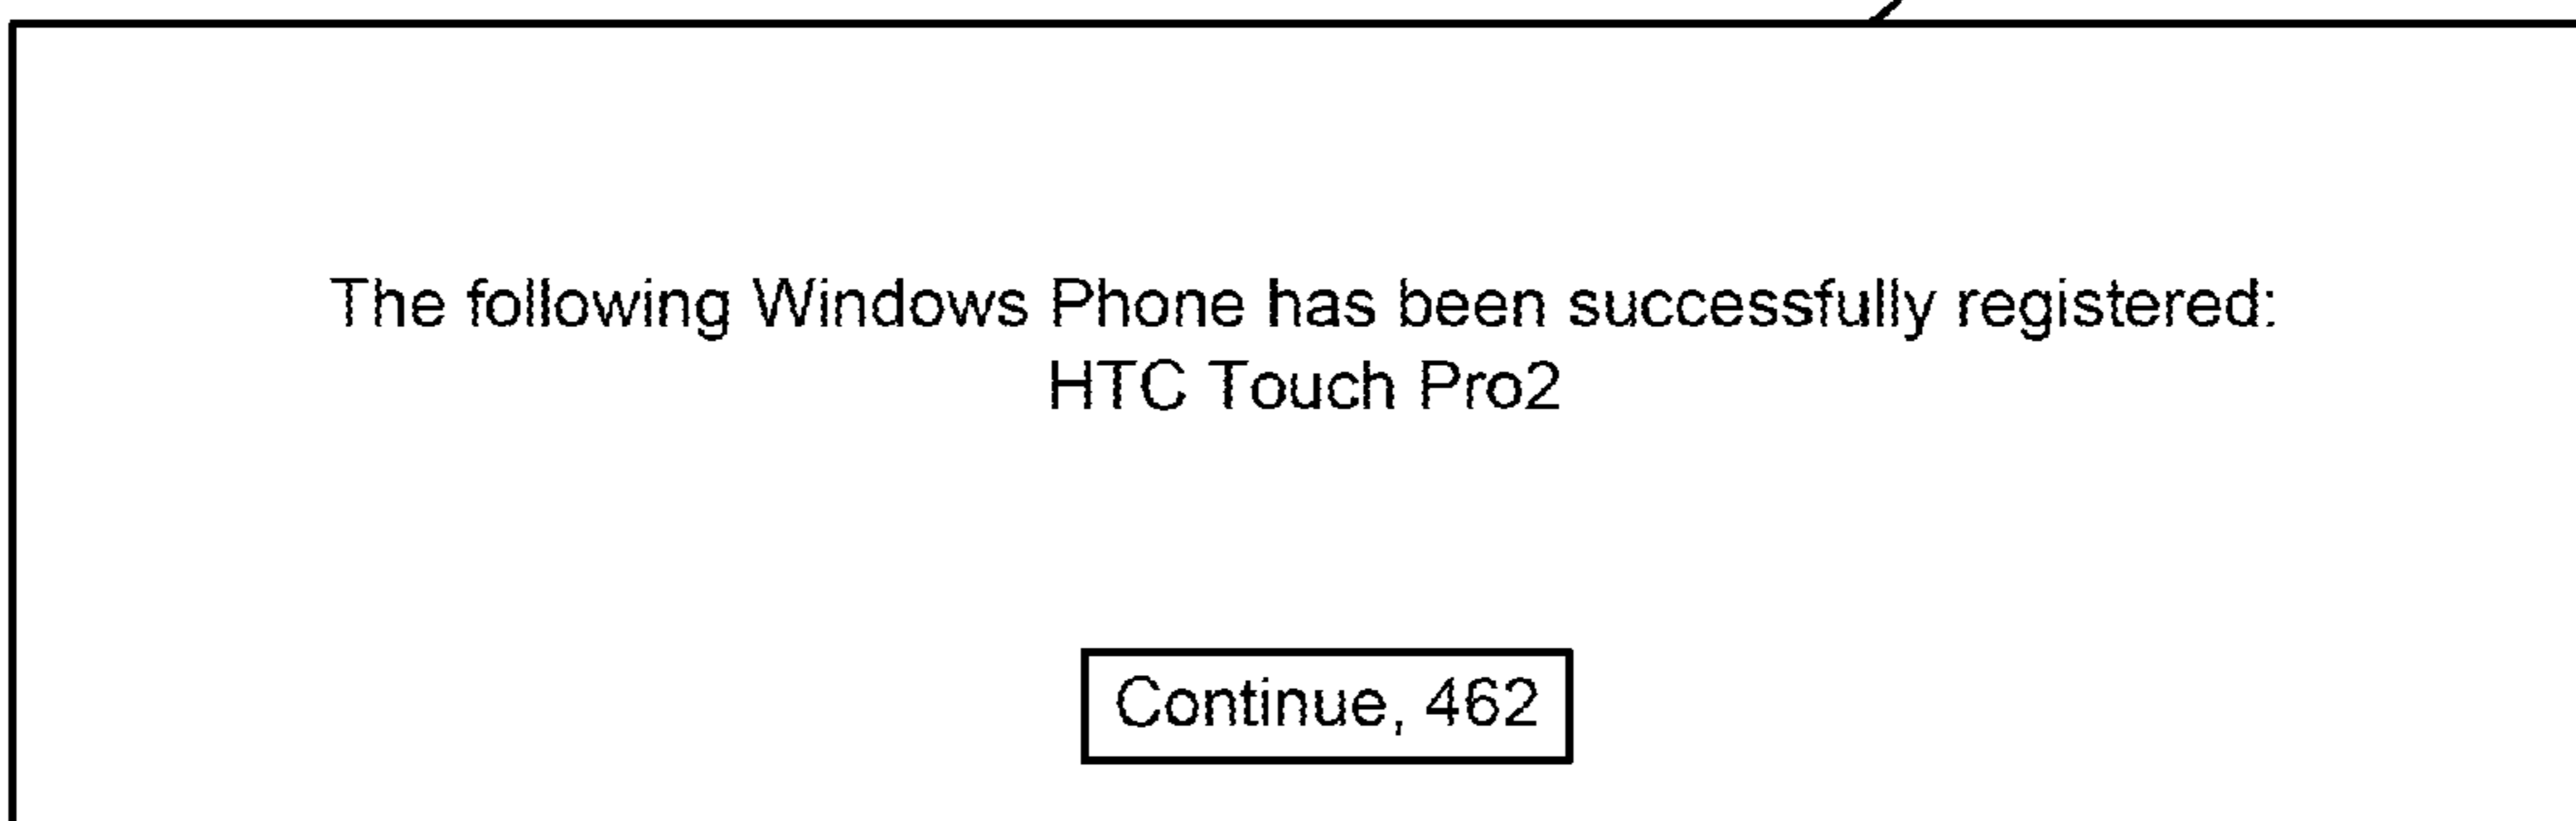 The following Windows Phone has been successfully registered:
HTC Touch Pro2
Continue, 462